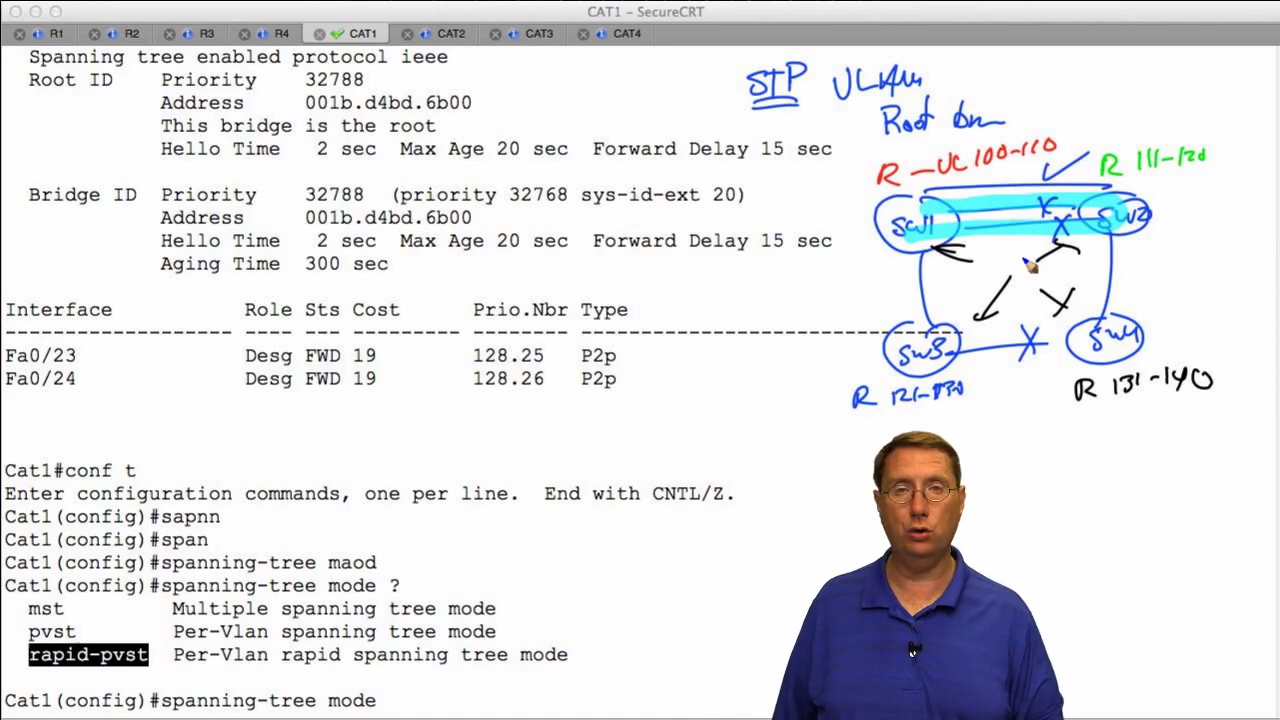 CAT1 – SecureCRT
R1 R2 R3 R4 CAT1 CAT2 CAT3 CAT4
Spanning tree enabled protocol ieee
Root ID Priority 32788
Address 001b.d4bd.6b00
This bridge is the root
Hello Time 2 sec Max Age 20 sec Forward Delay 15 sec
Bridge ID Priority 32788 (priority 32768 sys-id-ext 20)
Address 001b.d4bd.6b00
Hello Time 2 sec Max Age 20 sec Forward Delay 15 sec
Aging Time 300 sec
Interface Role Sts Cost Prio.Nbr Type
------------------- ---- --- --------- -------- --------------------------------
Fa0/23 Desg FWD 19 128.25 P2p
Fa0/24 Desg FWD 19 128.26 P2p
Cat1#conf t
Enter configuration commands, one per line. End with CNTL/Z.
Cat1(config)#sapnn
Cat1(config)#span
Cat1(config)#spanning-tree maod
Cat1(config)#spanning-tree mode ?
mst Multiple spanning tree mode
pvst Per-Vlan spanning tree mode
rapid-pvst Per-Vlan rapid spanning tree mode
Cat1(config)#spanning-tree mode
STP
Root
R - VL 100-110
R 111-120
SW1
SW2
SW3
SW4
R 121-130
R 131-140